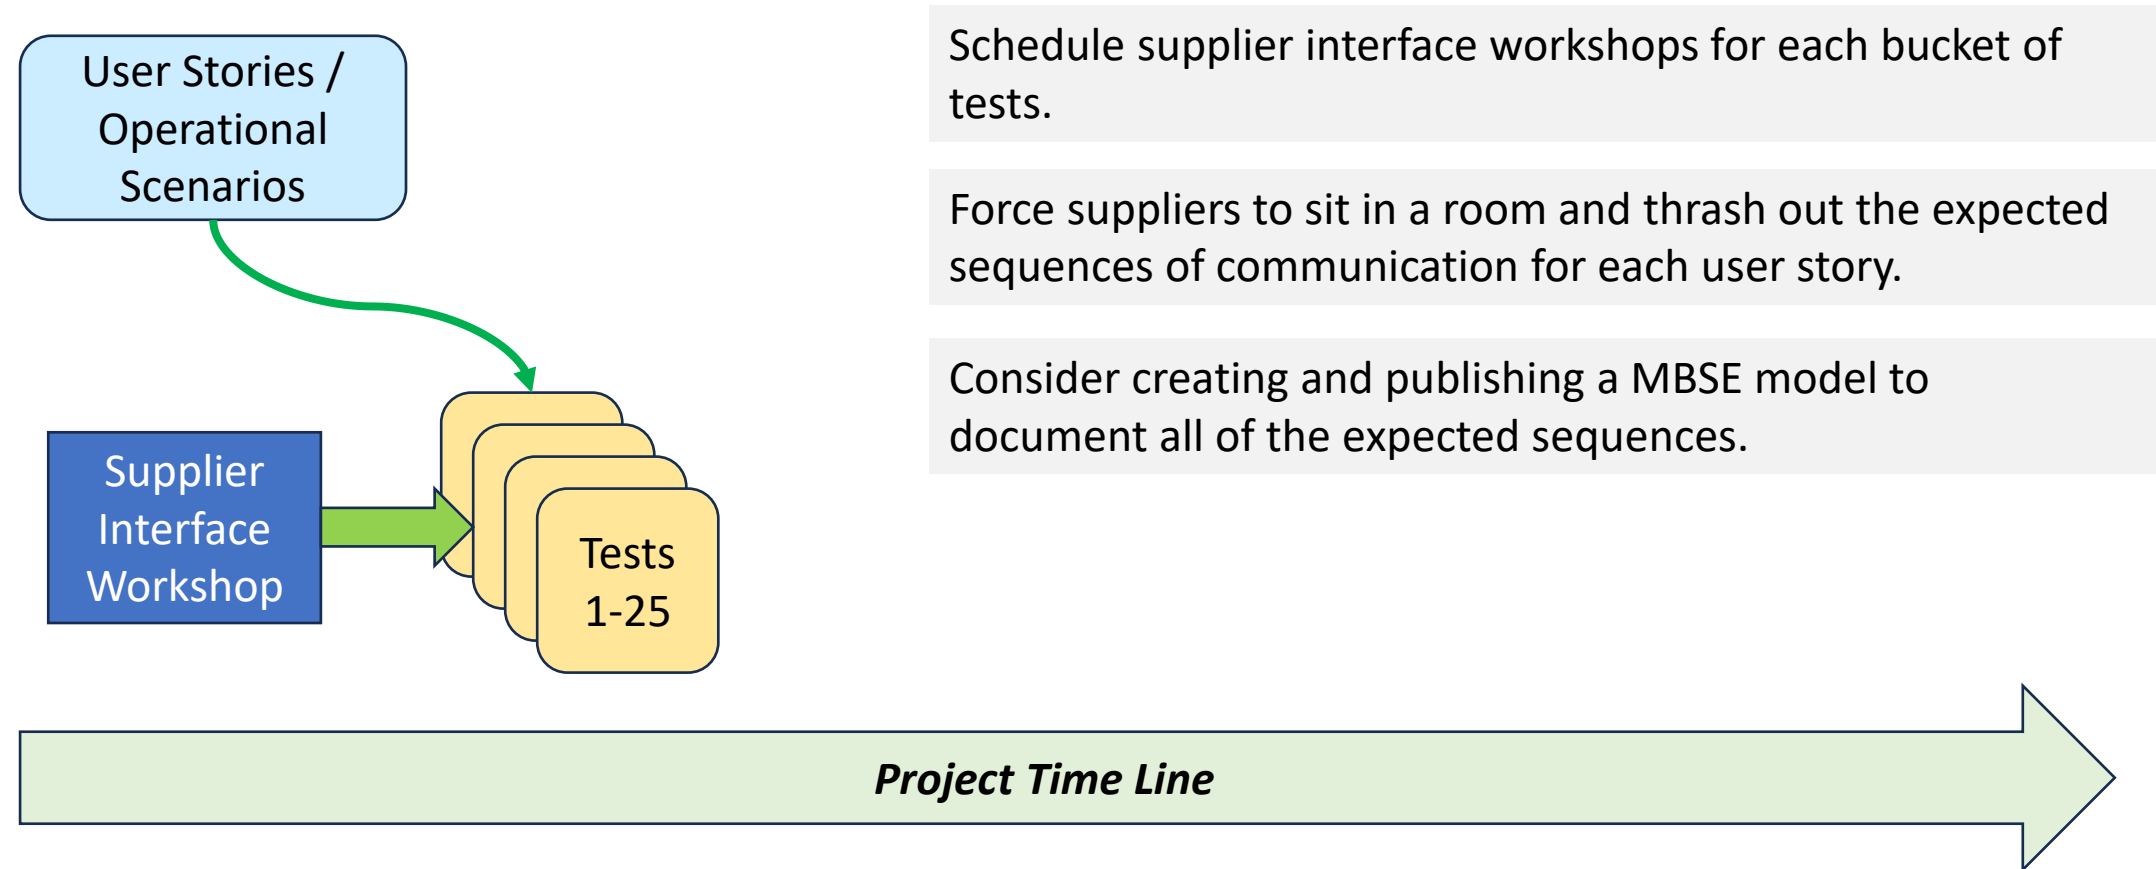 User Stories /
Operational
Scenarios
Schedule supplier interface workshops for each bucket of
tests.
Force suppliers to sit in a room and thrash out the expected
sequences of communication for each user story.
Consider creating and publishing a MBSE model to
document all of the expected sequences.
Supplier
Interface
Workshop
Tests
1-25
Project Time Line